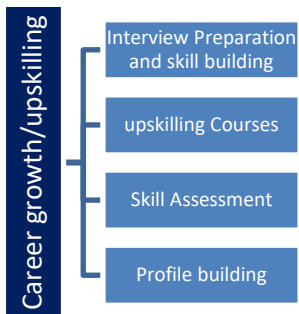 Career growth/upskilling
Interview Preparation
and skill building
upskilling Courses
Skill Assessment
Profile building